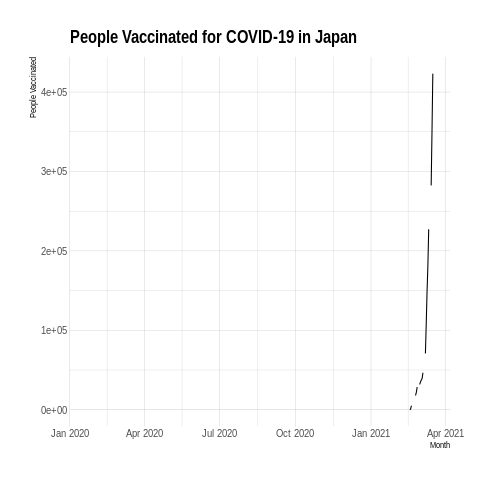 People Vaccinated for COVID-19 in Japan
People Vaccinated
4e+05
3e+05
2e+05
1e+05
0e+00
Jan 2020 Apr 2020 Jul 2020 Oct 2020 Jan 2021 Apr 2021
Month